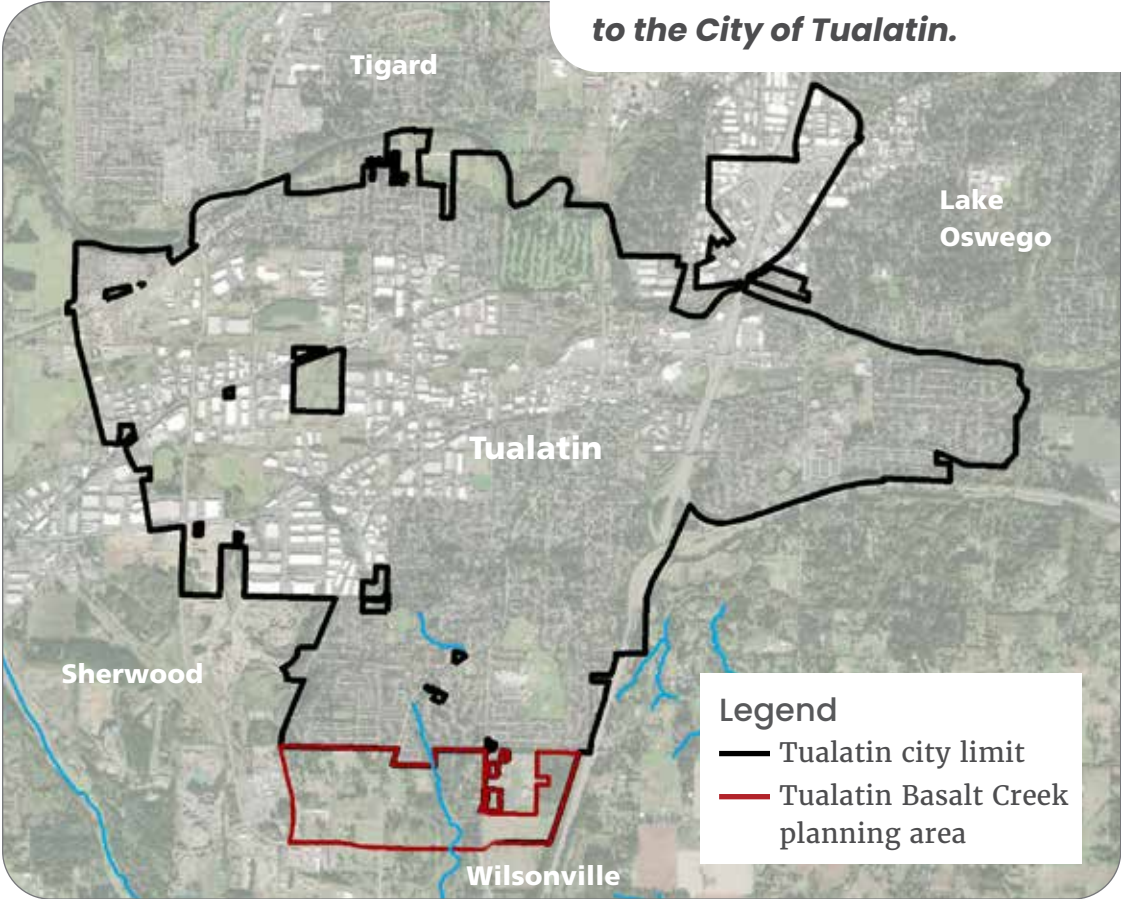 to the City of Tualatin.
Tigard
Lake
Oswego
Tualatin
Sherwood
Legend
Tualatin city limit
Tualatin Basalt Creek
planning area
Wilsonville